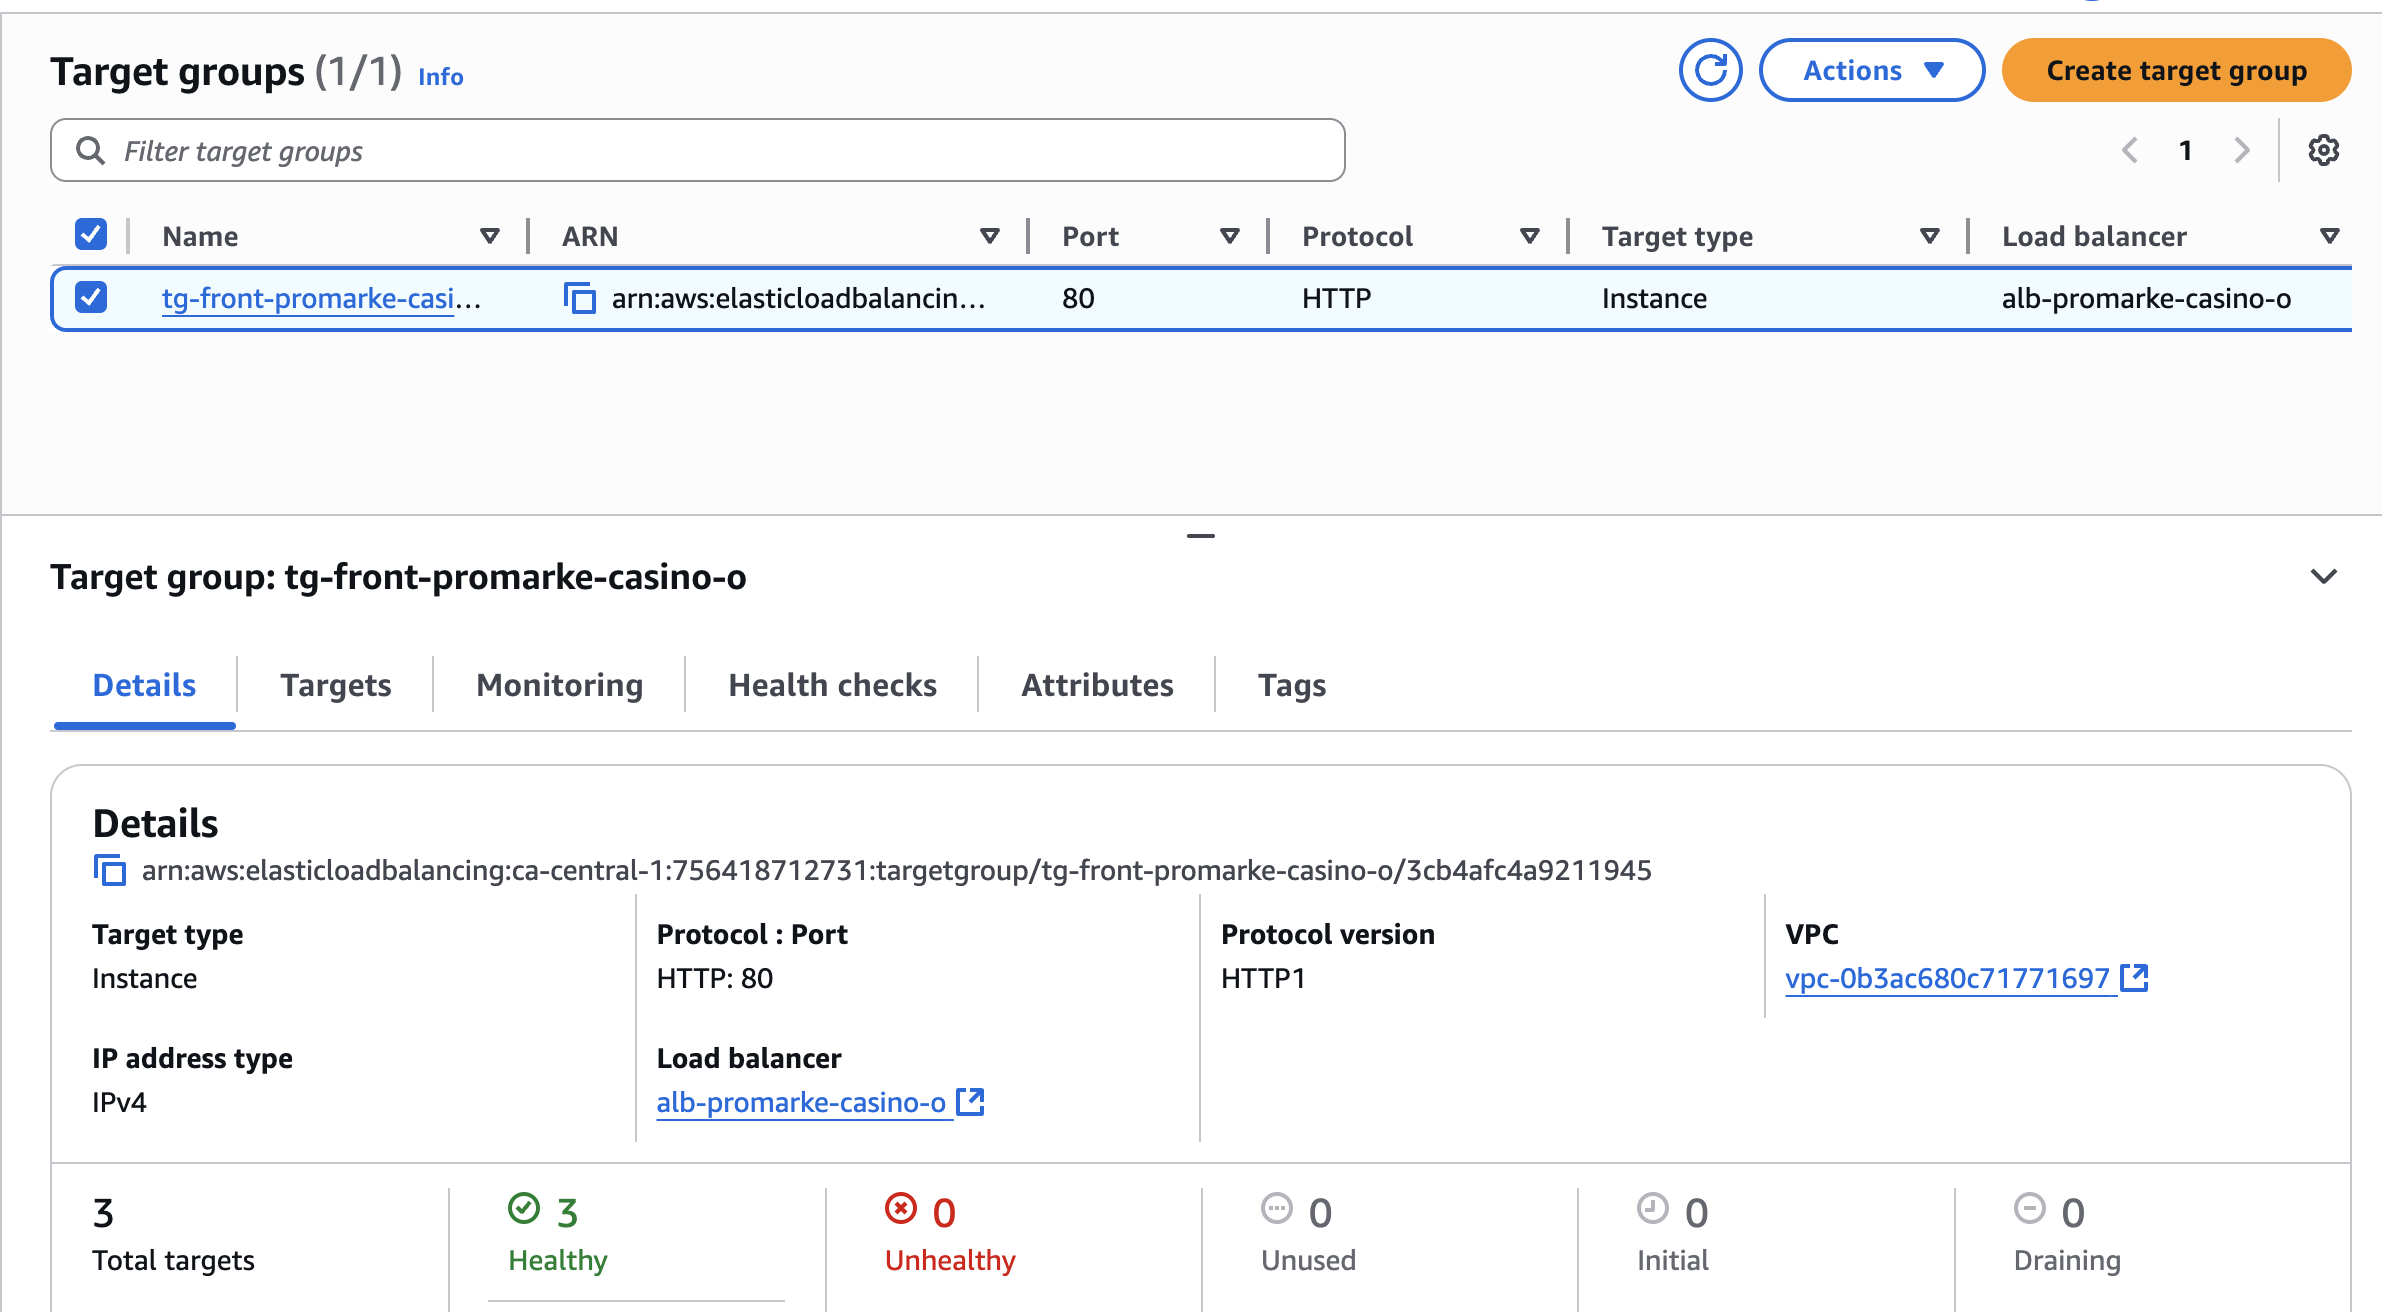 Target groups (1/1) Info
Actions
Create target group
Filter target groups
1
Name ARN Port Protocol Target type Load balancer
tg-front-promarke-casi... arn:aws:elasticloadbalancin... 80 HTTP Instance alb-promarke-casino-o
Target group: tg-front-promarke-casino-o
Details Targets Monitoring Health checks Attributes Tags
Details
arn:aws:elasticloadbalancing:ca-central-1:756418712731:targetgroup/tg-front-promarke-casino-o/3cb4afc4a9211945
Target type Protocol : Port Protocol version VPC
Instance HTTP: 80 HTTP1 vpc-0b3ac680c71771697
IP address type Load balancer
IPv4 alb-promarke-casino-o
3 3 0 0 0 0
Total targets Healthy Unhealthy Unused Initial Draining